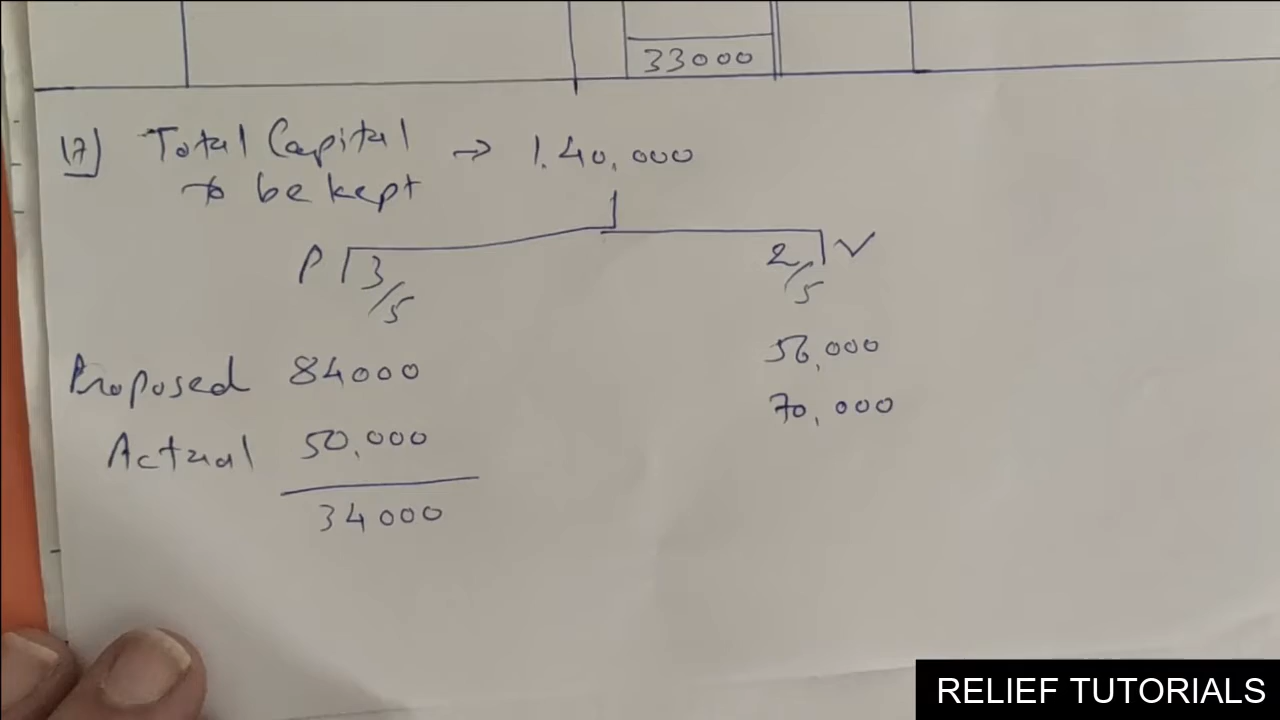 33000
17) Total Capital → 1.40,000
to be kept
P 3/5 2/5 V
Proposed 84000 56,000
Actual 50,000 70,000
34000
RELIEF TUTORIALS